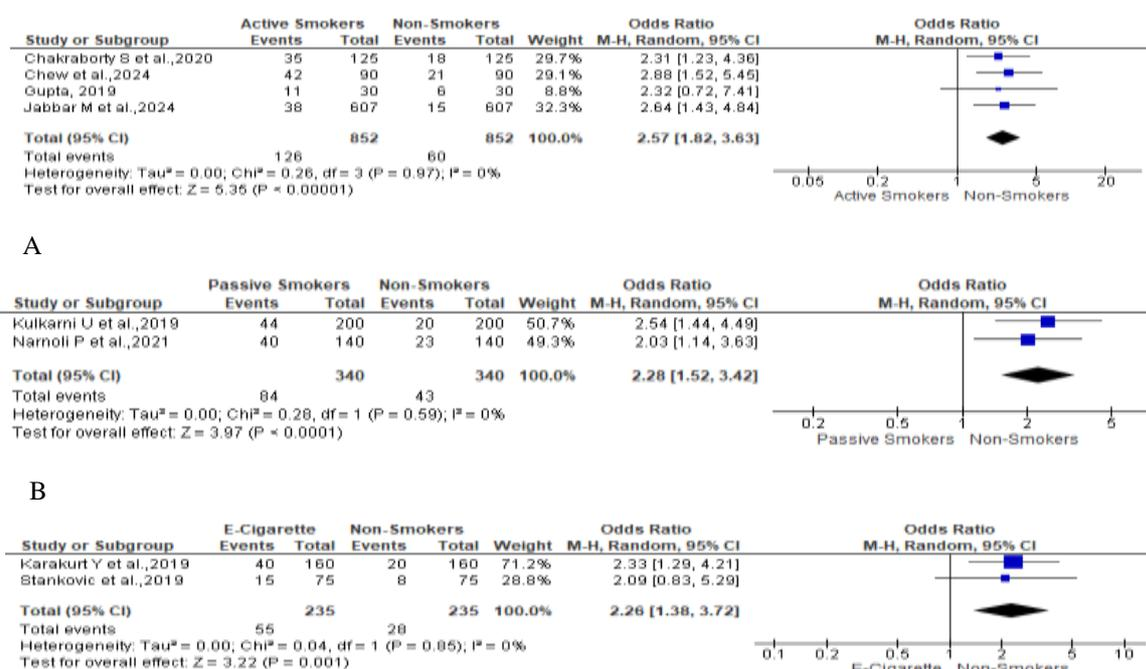 Active Smokers Non-Smokers Odds Ratio Odds Ratio
Study or Subgroup Events Total Events Total Weight M-H, Random, 95% CI M-H, Random, 95% CI
Chakraborty S et al.,2020 35 125 18 125 29.7% 2.31 [1.23, 4.36]
Chew et al.,2024 42 90 21 90 29.1% 2.88 [1.52, 5.45]
Gupta, 2019 11 30 6 30 8.8% 2.32 [0.72, 7.41]
Jabbar M et al.,2024 38 607 15 607 32.3% 2.64 [1.43, 4.84]
Total (95% CI) 852 852 100.0% 2.57 [1.82, 3.63]
Total events 126 60
Heterogeneity: Tau² = 0.00; Chi² = 0.26, df = 3 (P = 0.97); I² = 0%
Test for overall effect: Z = 5.35 (P < 0.00001)
0.05 0.2 1 5 20
Active Smokers Non-Smokers
A
Passive Smokers Non-Smokers Odds Ratio Odds Ratio
Study or Subgroup Events Total Events Total Weight M-H, Random, 95% CI M-H, Random, 95% CI
Kulkarni U et al.,2019 44 200 20 200 50.7% 2.54 [1.44, 4.49]
Narnoli P et al.,2021 40 140 23 140 49.3% 2.03 [1.14, 3.63]
Total (95% CI) 340 340 100.0% 2.28 [1.52, 3.42]
Total events 84 43
Heterogeneity: Tau² = 0.00; Chi² = 0.28, df = 1 (P = 0.59); I² = 0%
Test for overall effect: Z = 3.97 (P < 0.0001)
0.2 0.5 1 2 5
Passive Smokers Non-Smokers
B
E-Cigarette Non-Smokers Odds Ratio Odds Ratio
Study or Subgroup Events Total Events Total Weight M-H, Random, 95% CI M-H, Random, 95% CI
Karakurt Y et al.,2019 40 160 20 160 71.2% 2.33 [1.29, 4.21]
Stankovic et al.,2019 15 75 8 75 28.8% 2.09 [0.83, 5.29]
Total (95% CI) 235 235 100.0% 2.26 [1.38, 3.72]
Total events 55 28
Heterogeneity: Tau² = 0.00; Chi² = 0.04, df = 1 (P = 0.85); I² = 0%
Test for overall effect: Z = 3.22 (P = 0.001)
0.1 0.2 0.5 1 2 5 10
E-Cigarette Non-Smokers